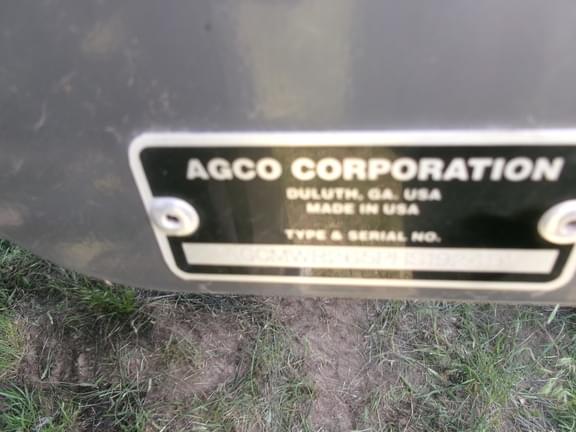 AGCO CORPORATION
DULUTH, GA. USA
MADE IN USA
TYPE & SERIAL NO.